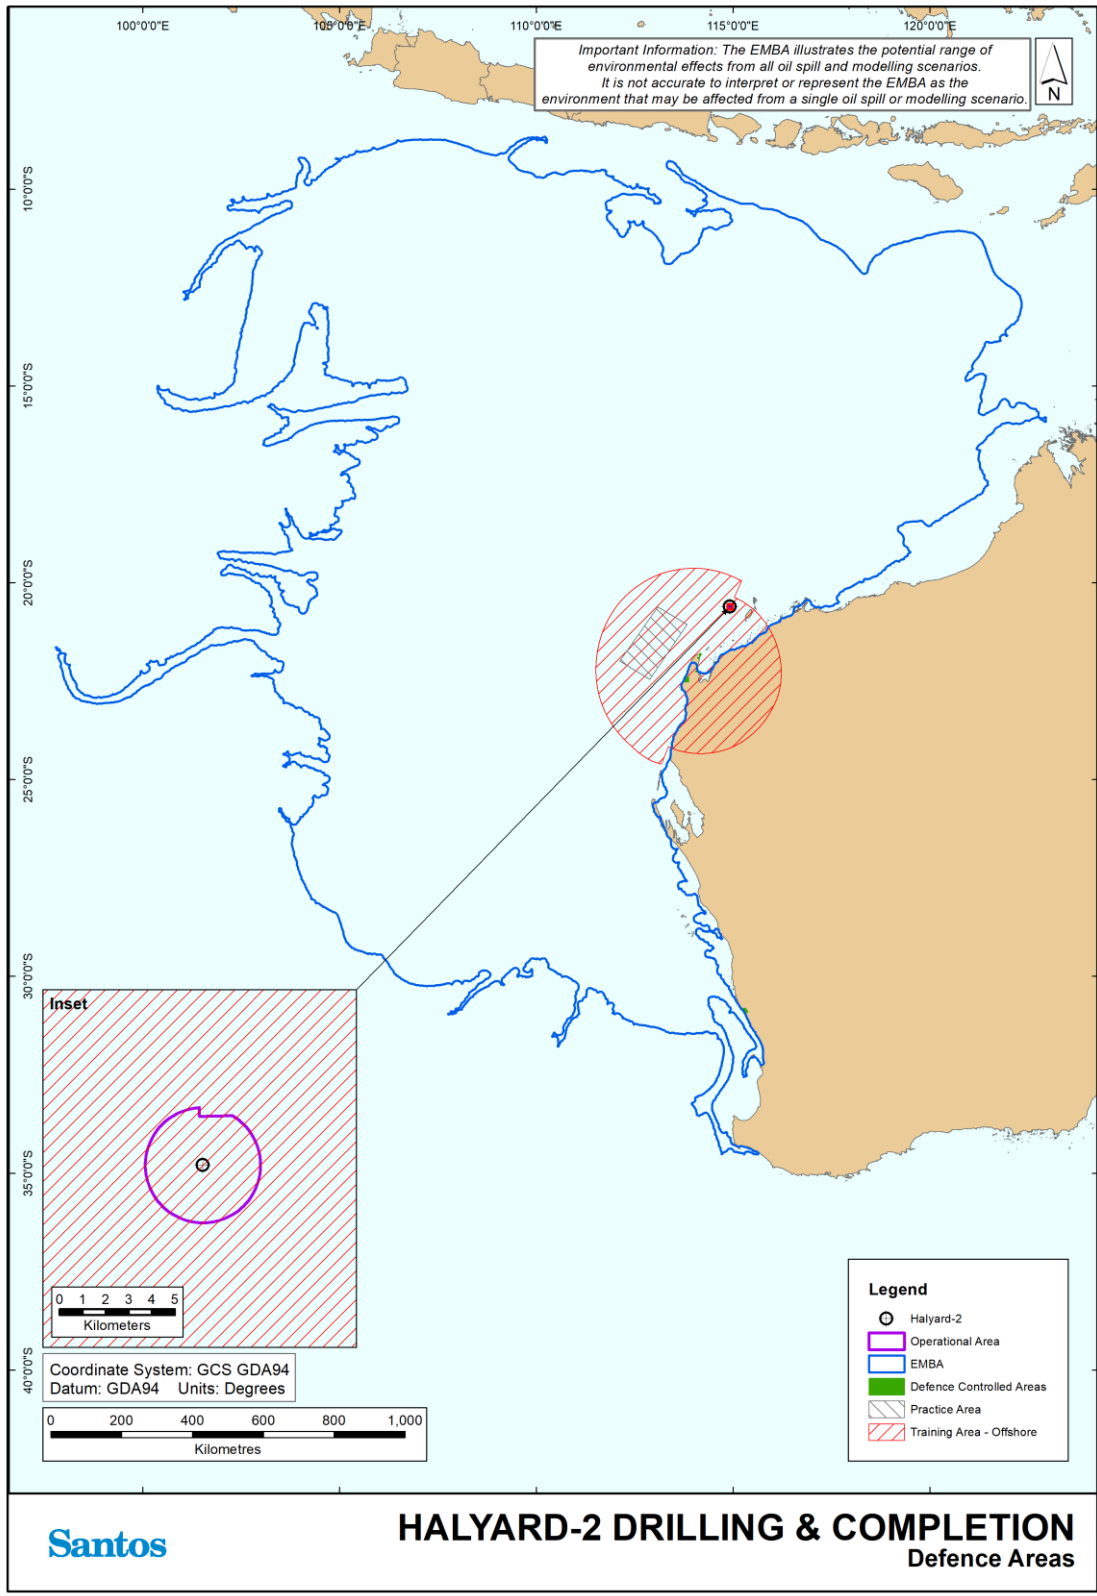 100°0'0"E
105°0'0"E
110°0'0"E
115°0'0"E
120°0'0"E
Important Information: The EMBA illustrates the potential range of
environmental effects from all oil spill and modelling scenarios.
It is not accurate to interpret or represent the EMBA as the
environment that may be affected from a single oil spill or modelling scenario.
N
10°0'0"S
15°0'0"S
20°0'0"S
25°0'0"S
30°0'0"S
35°0'0"S
40°0'0"S
Inset
0 1 2 3 4 5
Kilometers
Coordinate System: GCS GDA94
Datum: GDA94 Units: Degrees
0 200 400 600 800 1,000
Kilometres
Legend
Halyard-2
Operational Area
EMBA
Defence Controlled Areas
Practice Area
Training Area - Offshore
Santos
HALYARD-2 DRILLING & COMPLETION
Defence Areas